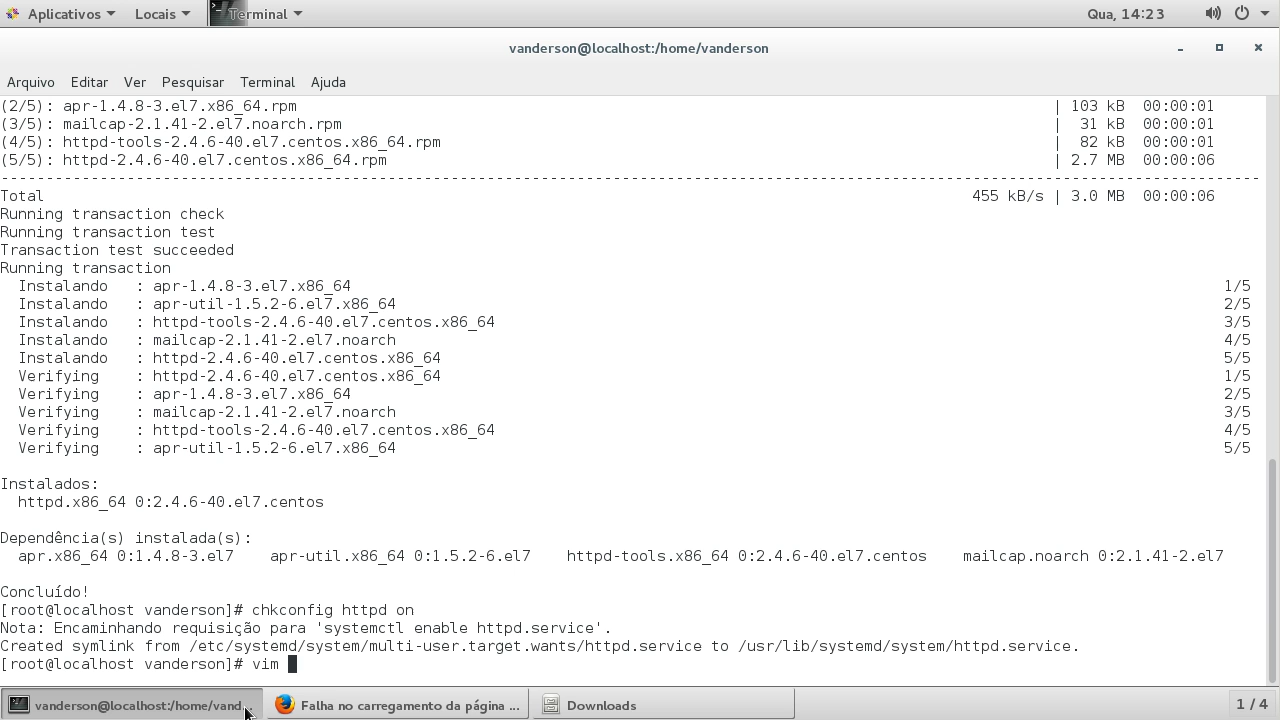 Aplicativos Locais Terminal Qua, 14:23
vanderson@localhost:/home/vanderson
Arquivo Editar Ver Pesquisar Terminal Ajuda
(2/5): apr-1.4.8-3.el7.x86_64.rpm | 103 kB 00:00:01
(3/5): mailcap-2.1.41-2.el7.noarch.rpm | 31 kB 00:00:01
(4/5): httpd-tools-2.4.6-40.el7.centos.x86_64.rpm | 82 kB 00:00:01
(5/5): httpd-2.4.6-40.el7.centos.x86_64.rpm | 2.7 MB 00:00:06
--------------------------------------------------------------------------------------------------------------------------------------------
Total 455 kB/s | 3.0 MB 00:00:06
Running transaction check
Running transaction test
Transaction test succeeded
Running transaction
Instalando : apr-1.4.8-3.el7.x86_64 1/5
Instalando : apr-util-1.5.2-6.el7.x86_64 2/5
Instalando : httpd-tools-2.4.6-40.el7.centos.x86_64 3/5
Instalando : mailcap-2.1.41-2.el7.noarch 4/5
Instalando : httpd-2.4.6-40.el7.centos.x86_64 5/5
Verifying : httpd-2.4.6-40.el7.centos.x86_64 1/5
Verifying : apr-1.4.8-3.el7.x86_64 2/5
Verifying : mailcap-2.1.41-2.el7.noarch 3/5
Verifying : httpd-tools-2.4.6-40.el7.centos.x86_64 4/5
Verifying : apr-util-1.5.2-6.el7.x86_64 5/5
Instalados:
httpd.x86_64 0:2.4.6-40.el7.centos
Dependência(s) instalada(s):
apr.x86_64 0:1.4.8-3.el7 apr-util.x86_64 0:1.5.2-6.el7 httpd-tools.x86_64 0:2.4.6-40.el7.centos mailcap.noarch 0:2.1.41-2.el7
Concluído!
[root@localhost vanderson]# chkconfig httpd on
Nota: Encaminhando requisição para 'systemctl enable httpd.service'.
Created symlink from /etc/systemd/system/multi-user.target.wants/httpd.service to /usr/lib/systemd/system/httpd.service.
[root@localhost vanderson]# vim
vanderson@localhost:/home/vand... Falha no carregamento da página ... Downloads 1 / 4